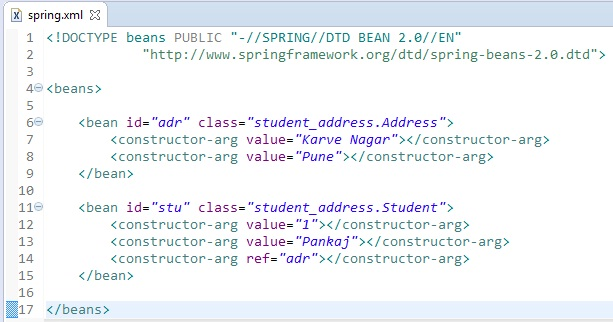 spring.xml
1 <!DOCTYPE beans PUBLIC "-//SPRING//DTD BEAN 2.0//EN"
2             "http://www.springframework.org/dtd/spring-beans-2.0.dtd">
3
4 <beans>
5
6     <bean id="adr" class="student_address.Address">
7         <constructor-arg value="Karve Nagar"></constructor-arg>
8         <constructor-arg value="Pune"></constructor-arg>
9     </bean>
10
11     <bean id="stu" class="student_address.Student">
12         <constructor-arg value="1"></constructor-arg>
13         <constructor-arg value="Pankaj"></constructor-arg>
14         <constructor-arg ref="adr"></constructor-arg>
15     </bean>
16
17 </beans>